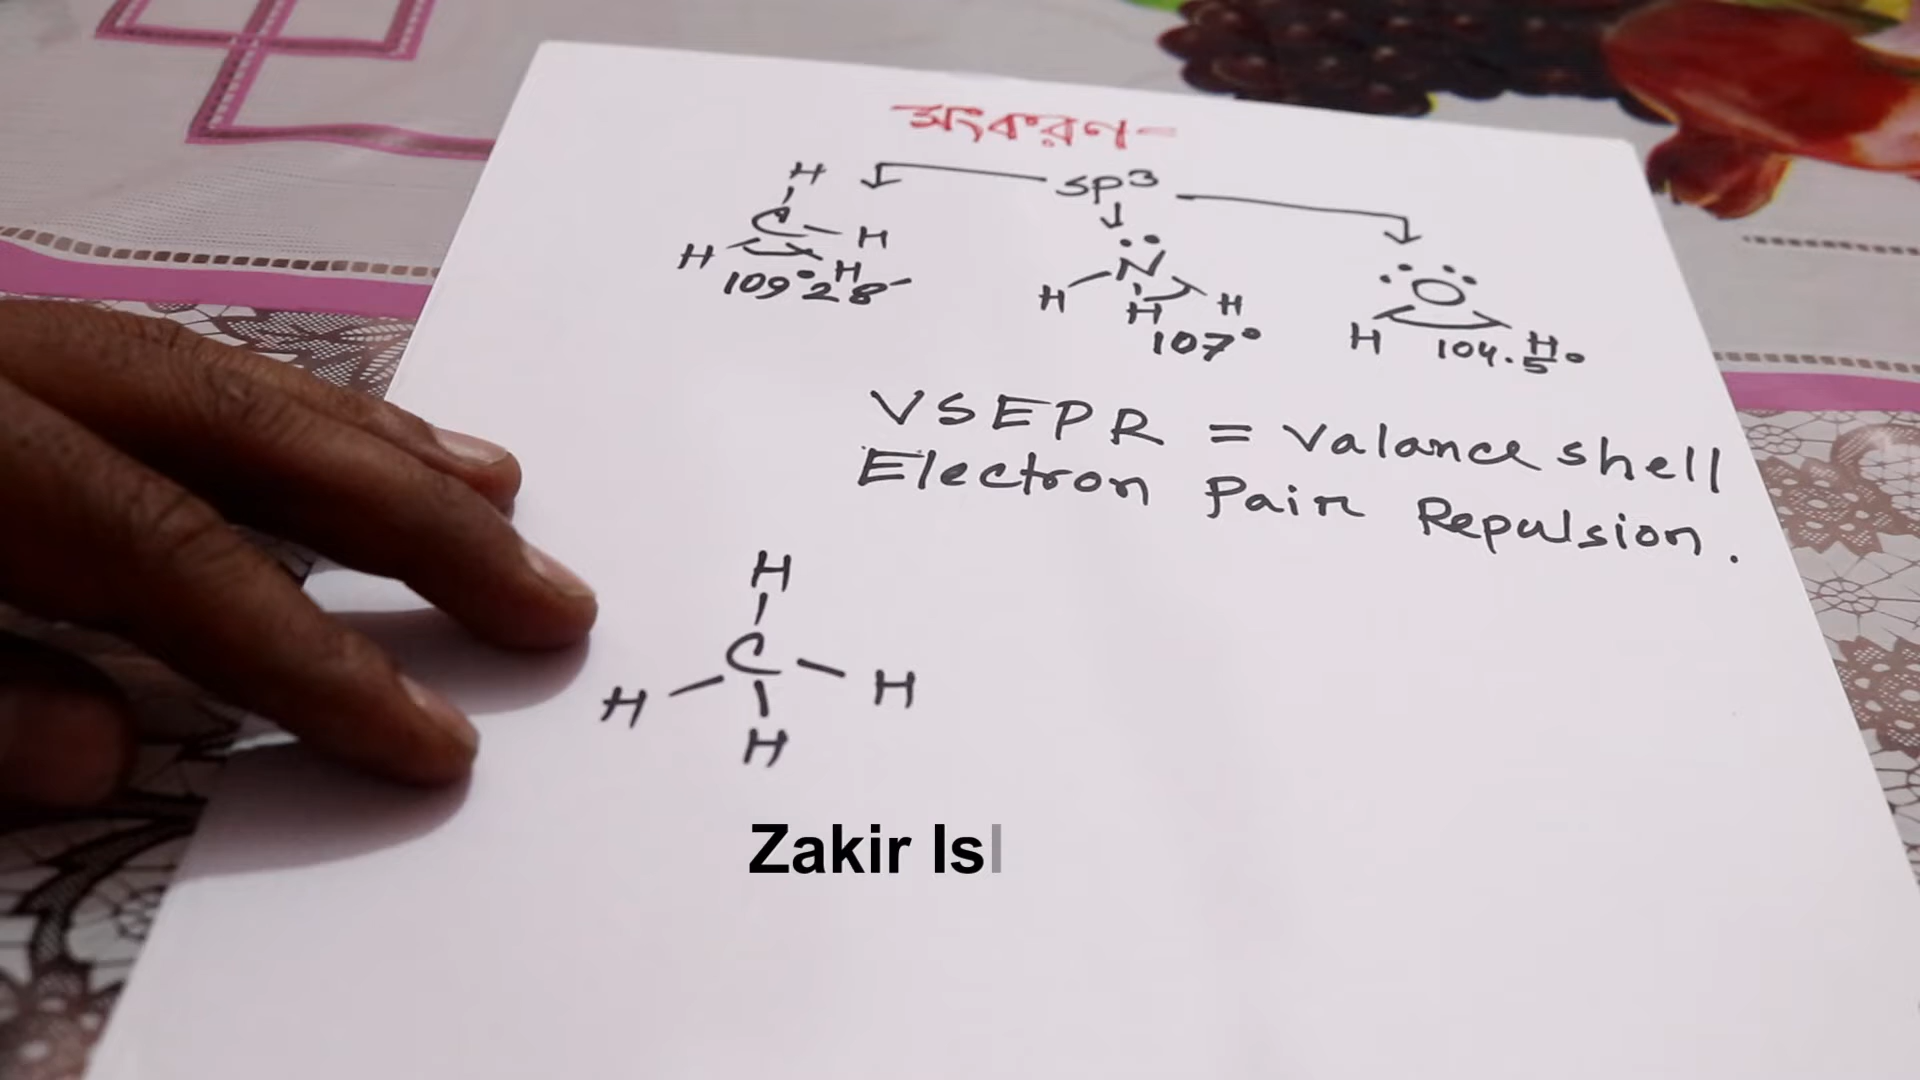 সংকরণ-
sp3
H
C H
H H
109°28-
N
H H H
107°
O
H H
104.5°
VSEPR = Valance shell
Electron Pair Repulsion.
H
C
H H
H
Zakir Isl